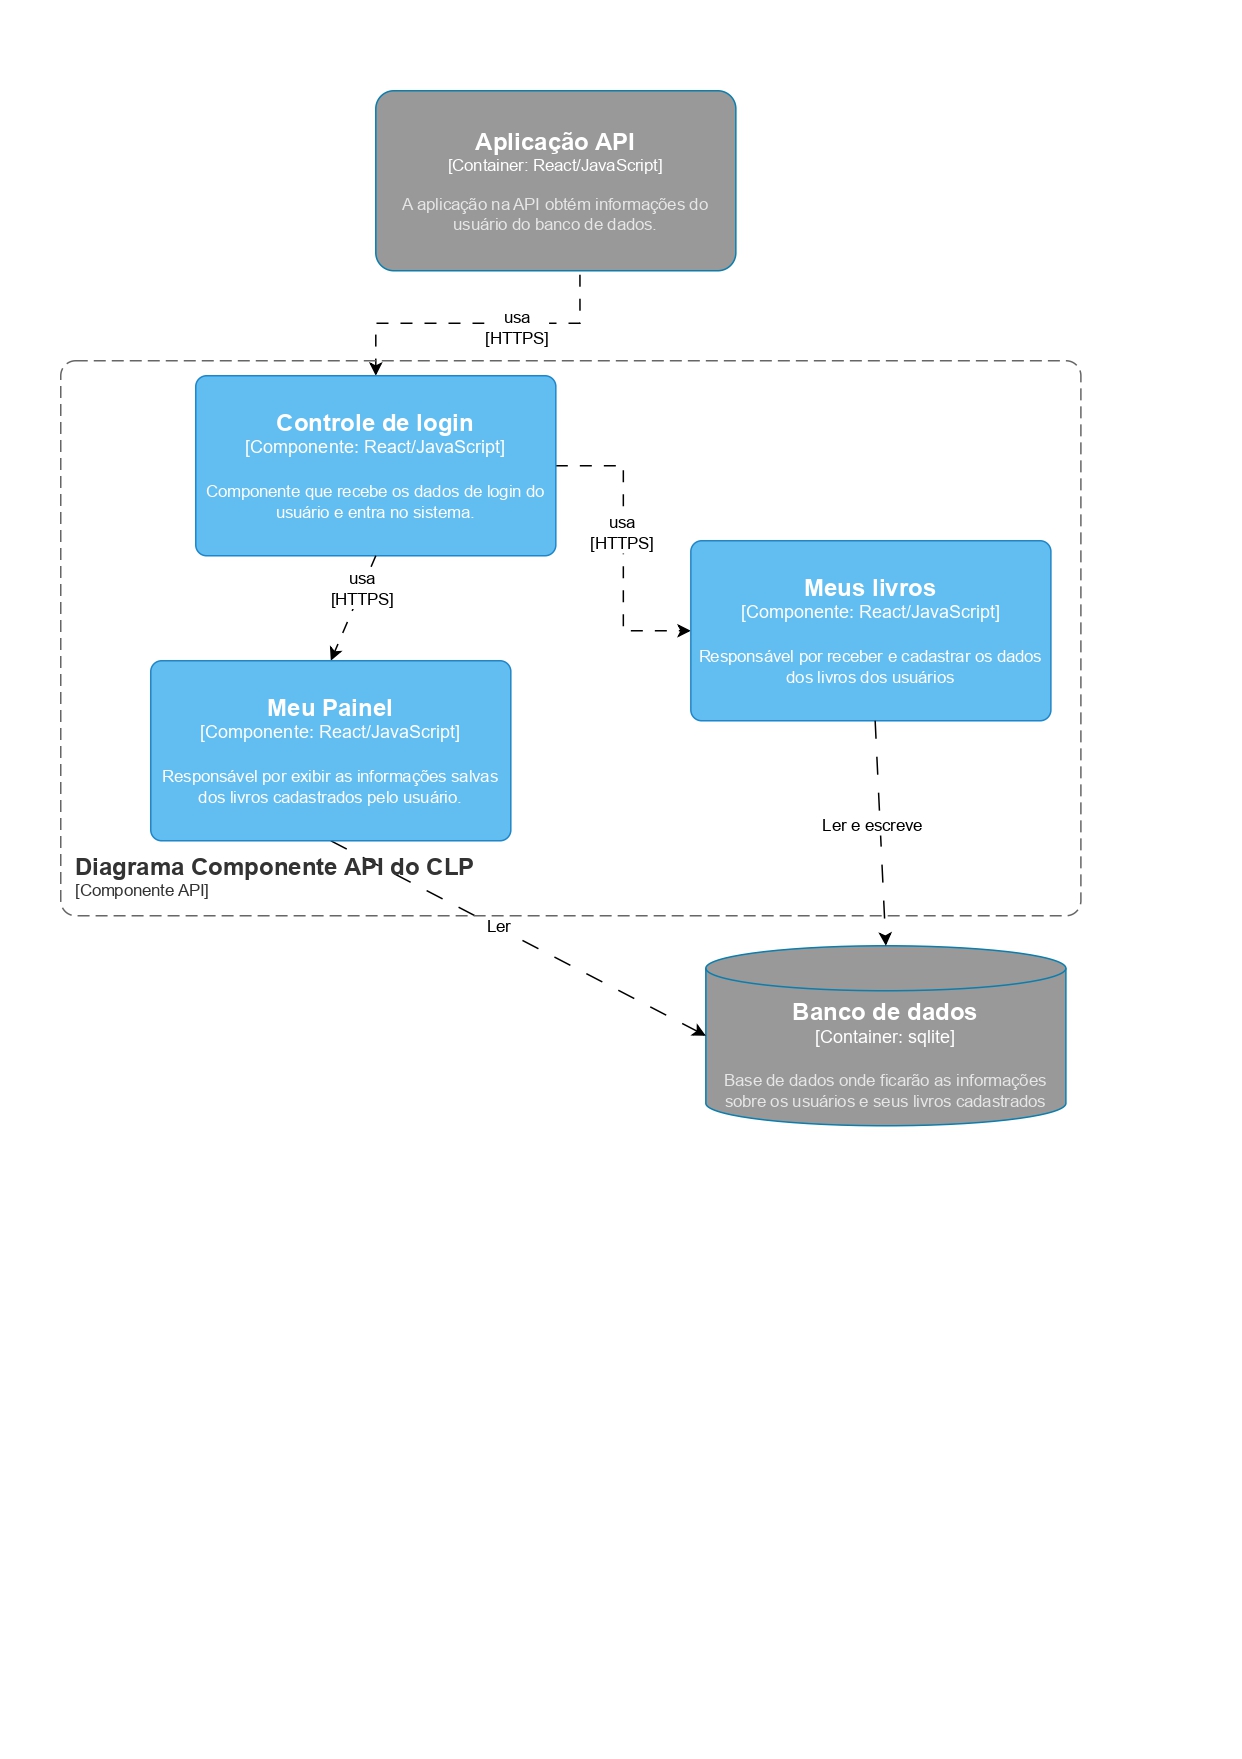 Aplicação API
[Container: React/JavaScript]
A aplicação na API obtém informações do
usuário do banco de dados.
usa
[HTTPS]
Controle de login
[Componente: React/JavaScript]
Componente que recebe os dados de login do
usuário e entra no sistema.
usa
[HTTPS]
usa
[HTTPS]
Meus livros
[Componente: React/JavaScript]
Responsável por receber e cadastrar os dados
dos livros dos usuários
Meu Painel
[Componente: React/JavaScript]
Responsável por exibir as informações salvas
dos livros cadastrados pelo usuário.
Ler e escreve
Diagrama Componente API do CLP
[Componente API]
Ler
Banco de dados
[Container: sqlite]
Base de dados onde ficarão as informações
sobre os usuários e seus livros cadastrados